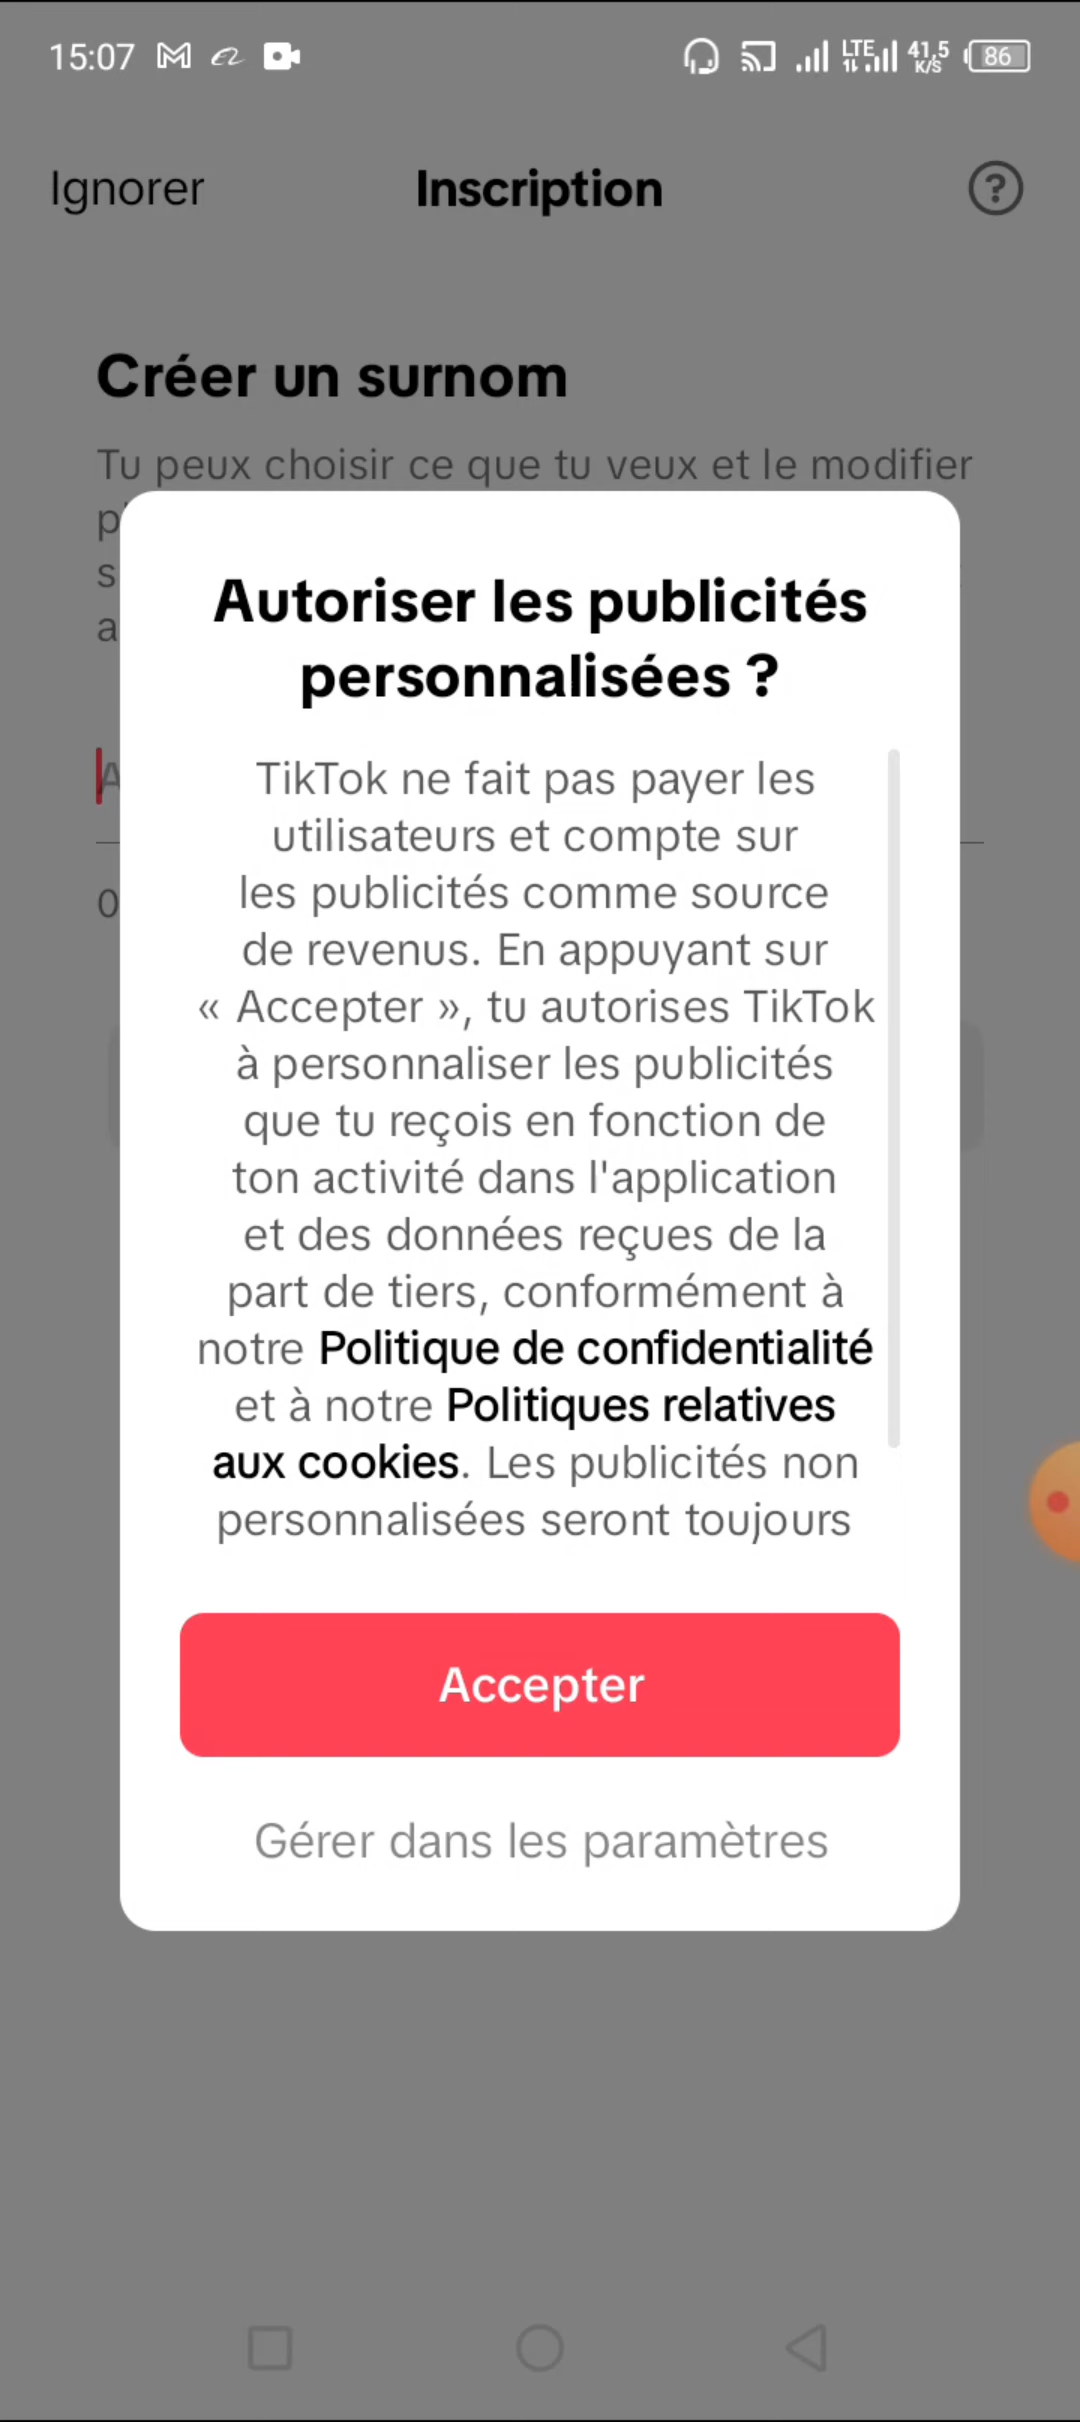 15:07
LTE
41,5
K/S
86
Ignorer
Inscription
?
Créer un surnom
Tu peux choisir ce que tu veux et le modifier
Autoriser les publicités
personnalisées ?
TikTok ne fait pas payer les
utilisateurs et compte sur
les publicités comme source
de revenus. En appuyant sur
« Accepter », tu autorises TikTok
à personnaliser les publicités
que tu reçois en fonction de
ton activité dans l'application
et des données reçues de la
part de tiers, conformément à
notre Politique de confidentialité
et à notre Politiques relatives
aux cookies. Les publicités non
personnalisées seront toujours
Accepter
Gérer dans les paramètres